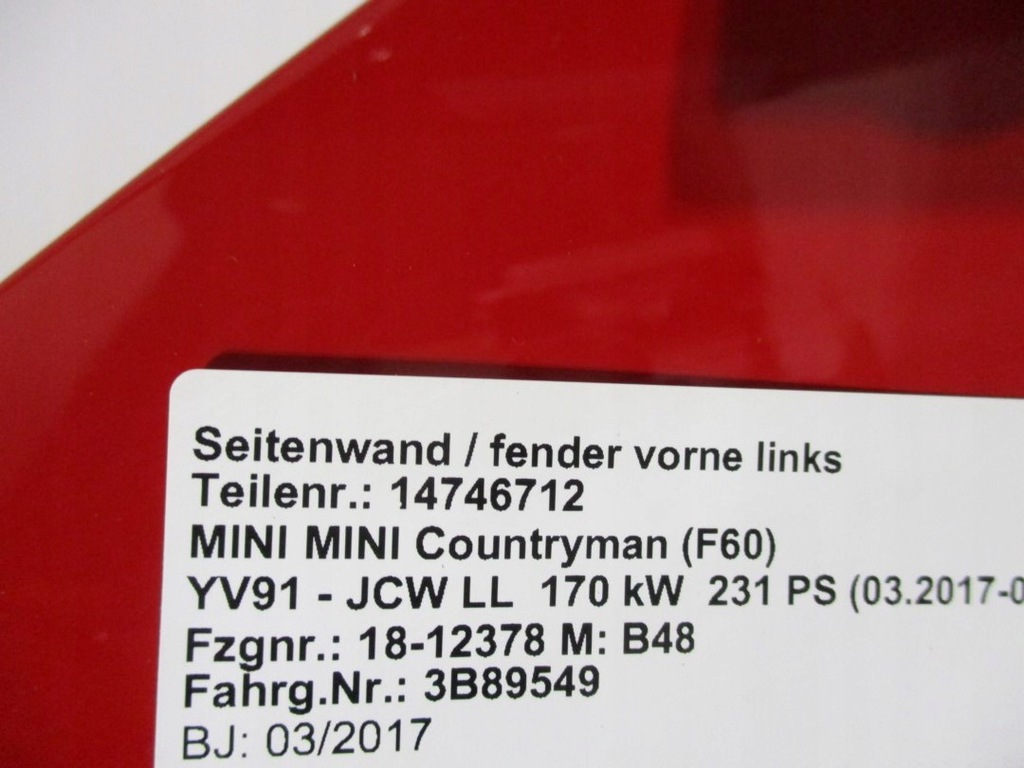 Seitenwand / fender vorne links
Teilenr.: 14746712
MINI MINI Countryman (F60)
YV91 - JCW LL 170 kW 231 PS (03.2017-0
Fzgnr.: 18-12378 M: B48
Fahrg.Nr.: 3B89549
BJ: 03/2017